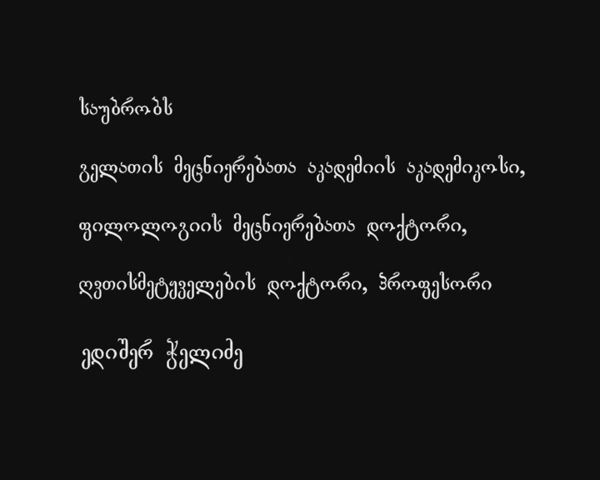 საუბრობს
გელათის მეცნიერებათა აკადემიის აკადემიკოსი,
ფილოლოგიის მეცნიერებათა დოქტორი,
ღვთისმეტყველების დოქტორი, პროფესორი
ედიშერ ჭელიძე